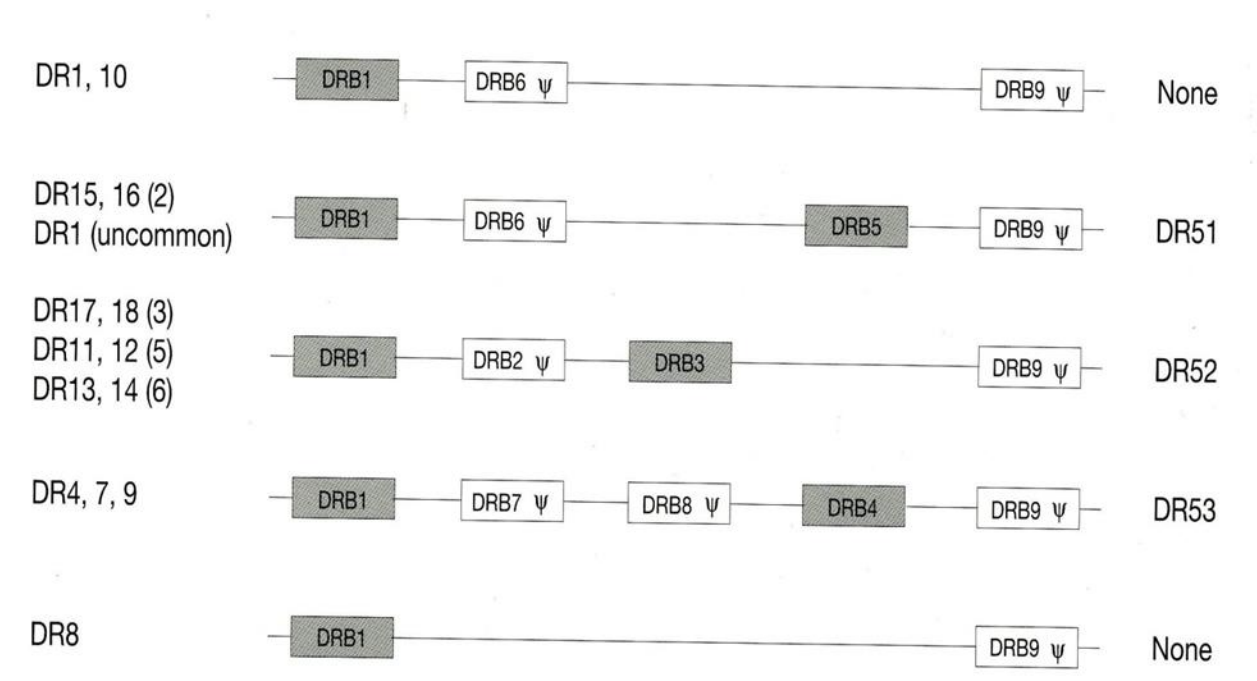 DR1, 10 DRB1 DRB6 ψ DRB9 ψ None
DR15, 16 (2)
DR1 (uncommon) DRB1 DRB6 ψ DRB5 DRB9 ψ DR51
DR17, 18 (3)
DR11, 12 (5) DRB1 DRB2 ψ DRB3 DRB9 ψ DR52
DR13, 14 (6)
DR4, 7, 9 DRB1 DRB7 ψ DRB8 ψ DRB4 DRB9 ψ DR53
DR8 DRB1 DRB9 ψ None